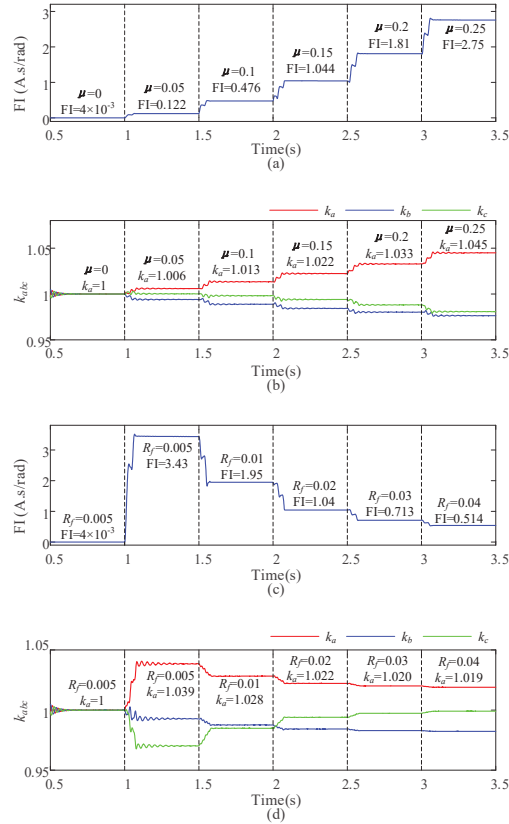 FI (A.s/rad)
3
2
1
0
μ=0
FI=4×10⁻³
μ=0.05
FI=0.122
μ=0.1
FI=0.476
μ=0.15
FI=1.044
μ=0.2
FI=1.81
μ=0.25
FI=2.75
0.5 1 1.5 2 2.5 3 3.5
Time(s)
(a)
k_a k_b k_c
k_abc
1.05
1
0.95
μ=0
k_a=1
μ=0.05
k_a=1.006
μ=0.1
k_a=1.013
μ=0.15
k_a=1.022
μ=0.2
k_a=1.033
μ=0.25
k_a=1.045
0.5 1 1.5 2 2.5 3 3.5
Time(s)
(b)
FI (A.s/rad)
3
2
1
0
R_f=0.005
FI=4×10⁻³
R_f=0.005
FI=3.43
R_f=0.01
FI=1.95
R_f=0.02
FI=1.04
R_f=0.03
FI=0.713
R_f=0.04
FI=0.514
0.5 1 1.5 2 2.5 3 3.5
Time(s)
(c)
k_a k_b k_c
k_abc
1.05
1
0.95
R_f=0.005
k_a=1
R_f=0.005
k_a=1.039
R_f=0.01
k_a=1.028
R_f=0.02
k_a=1.022
R_f=0.03
k_a=1.020
R_f=0.04
k_a=1.019
0.5 1 1.5 2 2.5 3 3.5
Time(s)
(d)